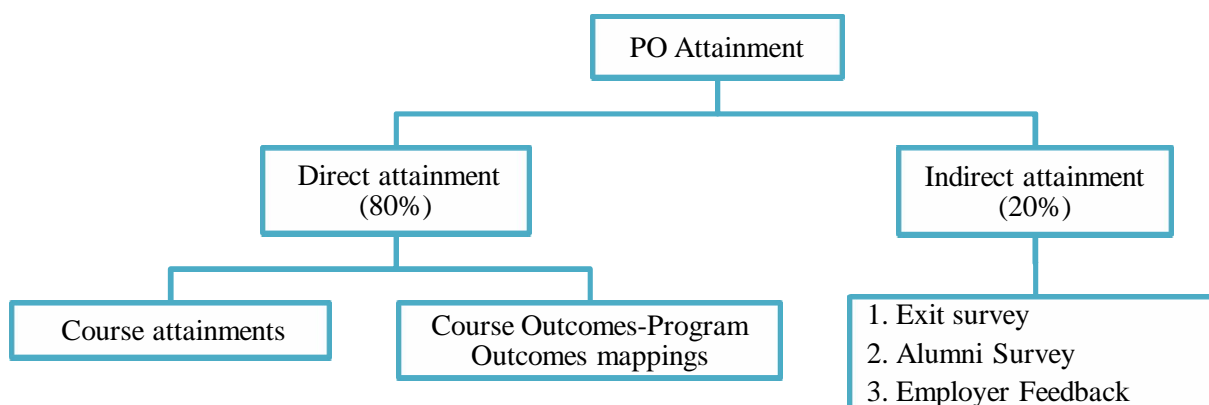 PO Attainment
Direct attainment
(80%)
Indirect attainment
(20%)
Course attainments
Course Outcomes-Program
Outcomes mappings
1. Exit survey
2. Alumni Survey
3. Employer Feedback